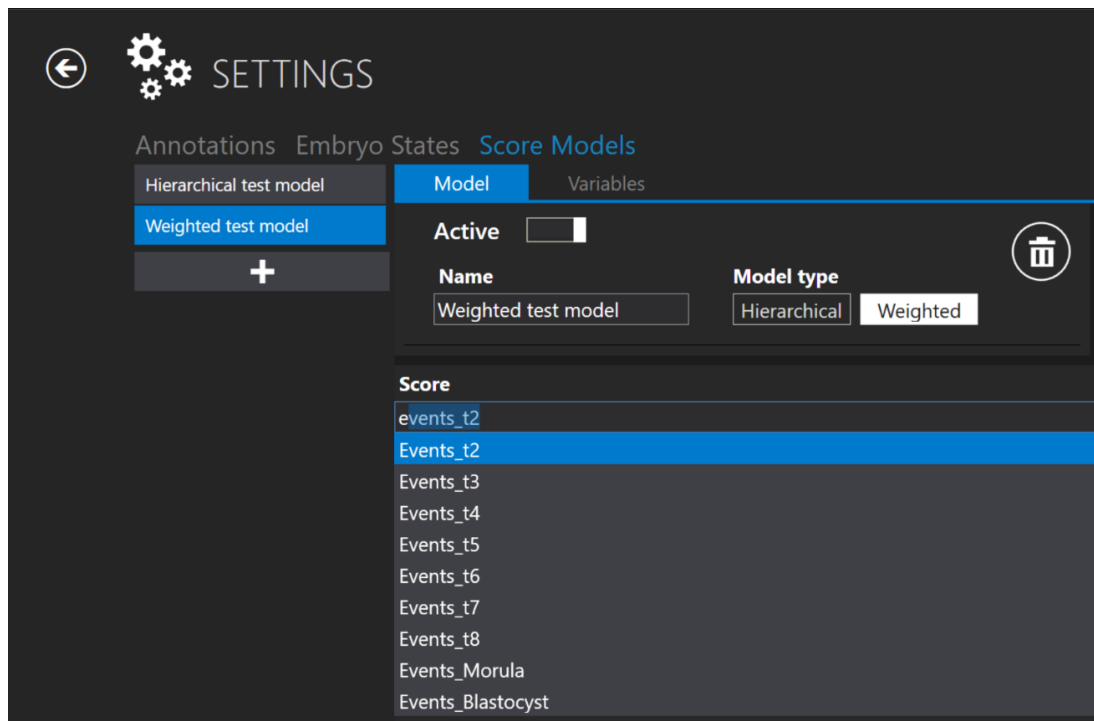 SETTINGS
Annotations Embryo States Score Models
Hierarchical test model
Weighted test model
Model Variables
Active
Name Model type
Weighted test model Hierarchical Weighted
Score
events_t2
Events_t2
Events_t3
Events_t4
Events_t5
Events_t6
Events_t7
Events_t8
Events_Morula
Events_Blastocyst